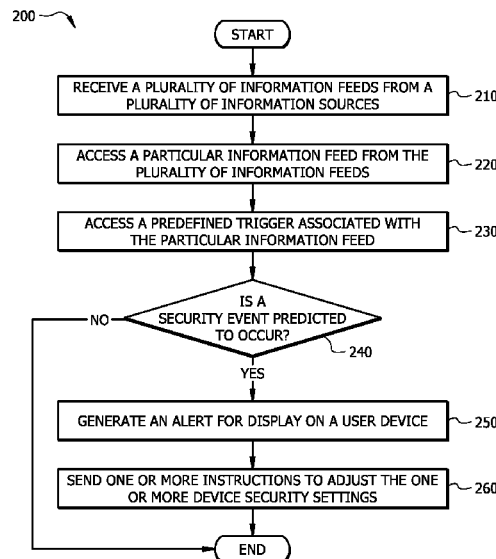 200
START
RECEIVE A PLURALITY OF INFORMATION FEEDS FROM A
PLURALITY OF INFORMATION SOURCES
210
ACCESS A PARTICULAR INFORMATION FEED FROM THE
PLURALITY OF INFORMATION FEEDS
220
ACCESS A PREDEFINED TRIGGER ASSOCIATED WITH
THE PARTICULAR INFORMATION FEED
230
IS A
SECURITY EVENT PREDICTED
TO OCCUR?
NO
240
YES
GENERATE AN ALERT FOR DISPLAY ON A USER DEVICE
250
SEND ONE OR MORE INSTRUCTIONS TO ADJUST THE ONE
OR MORE DEVICE SECURITY SETTINGS
260
END